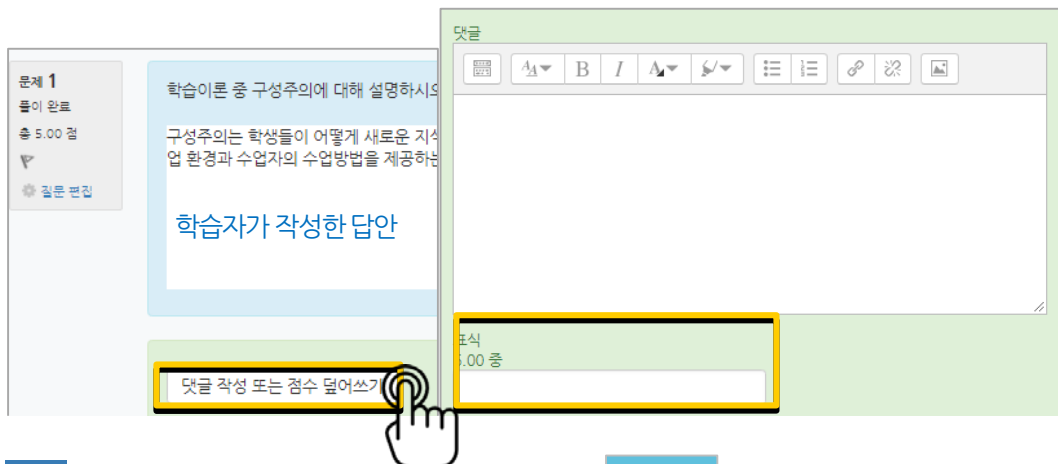 문제 1
풀이 완료
총 5.00 점
질문 편집
학습이론 중 구성주의에 대해 설명하시오
구성주의는 학생들이 어떻게 새로운 지식
업 환경과 수업자의 수업방법을 제공하는
학습자가 작성한 답안
댓글 작성 또는 점수 덮어쓰기
댓글
B I
표식
5.00 중